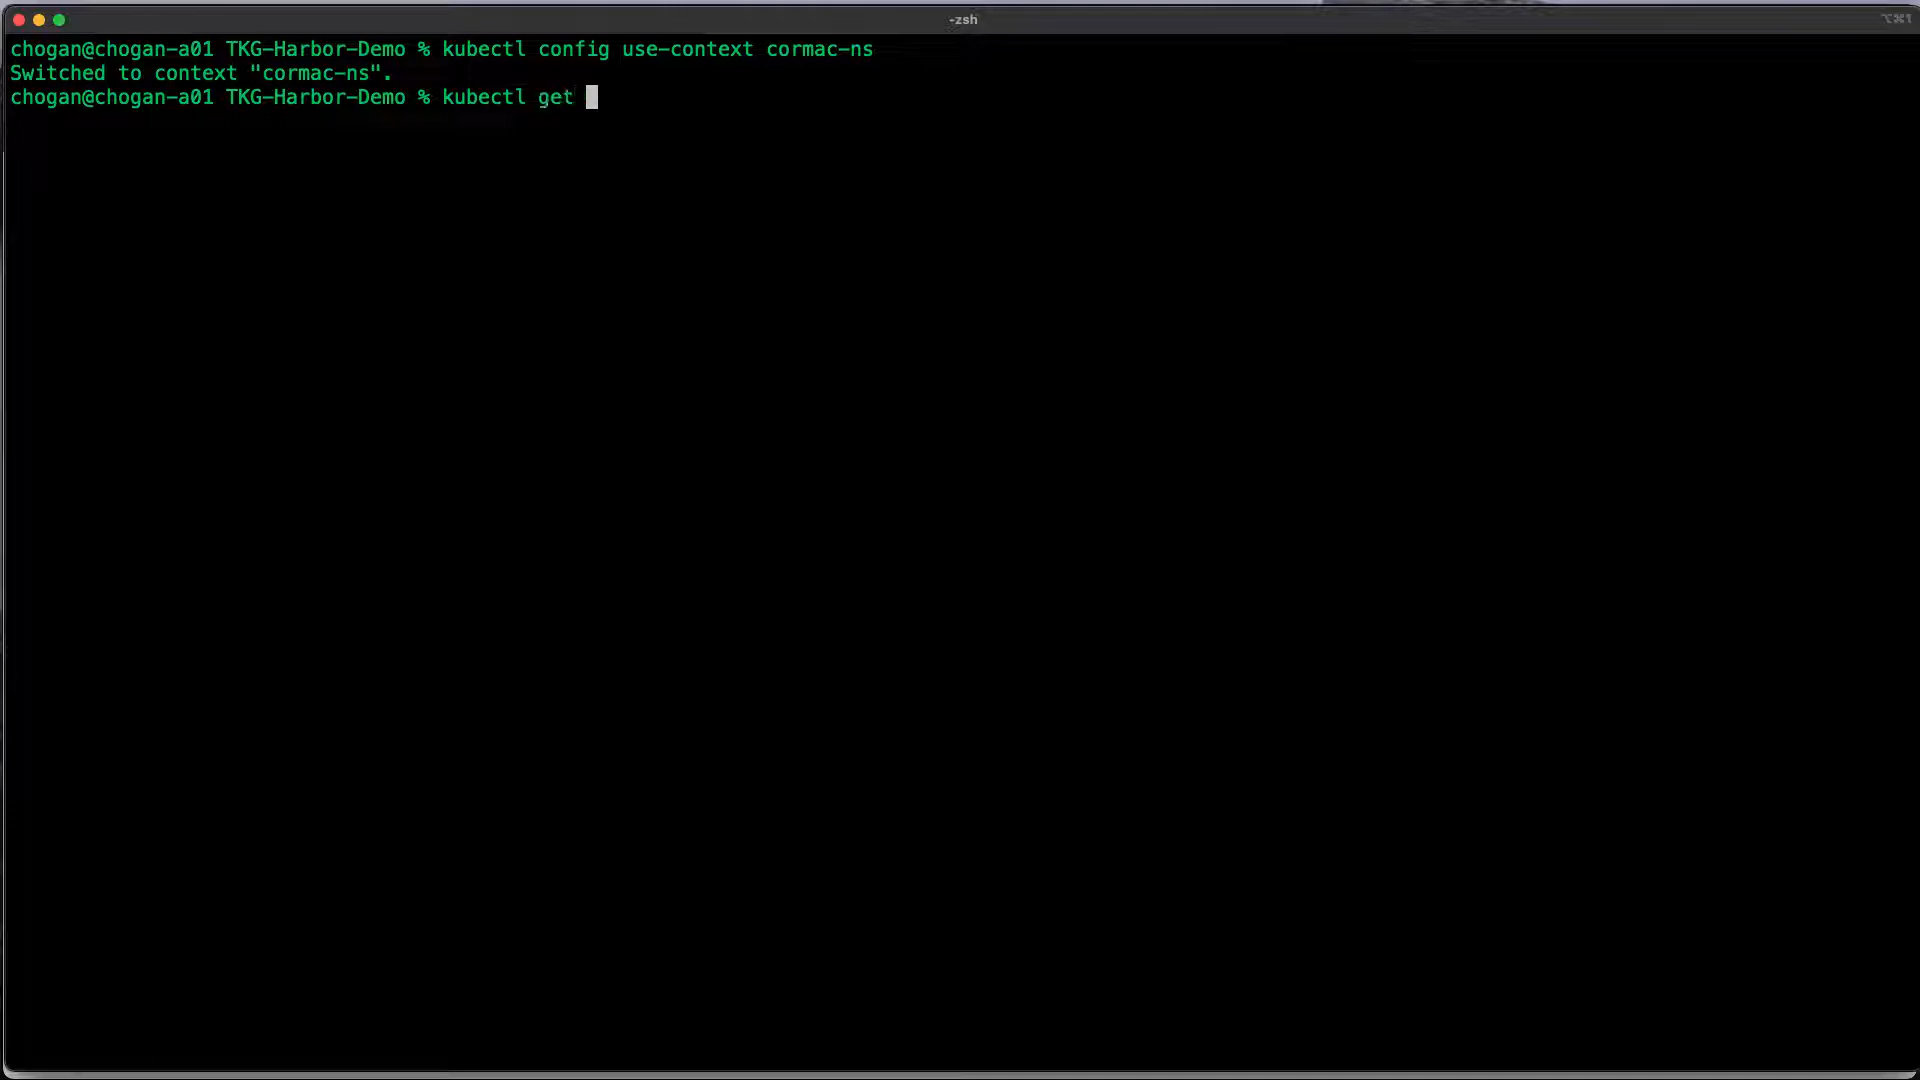 -zsh
⌥⌘1
chogan@chogan-a01 TKG-Harbor-Demo % kubectl config use-context cormac-ns
Switched to context "cormac-ns".
chogan@chogan-a01 TKG-Harbor-Demo % kubectl get